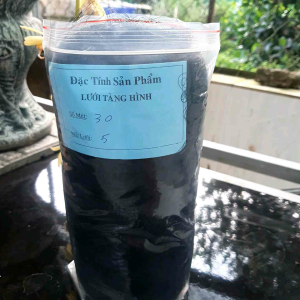 Đặc Tính Sản Phẩm
LƯỚI TÀNG HÌNH
30
5